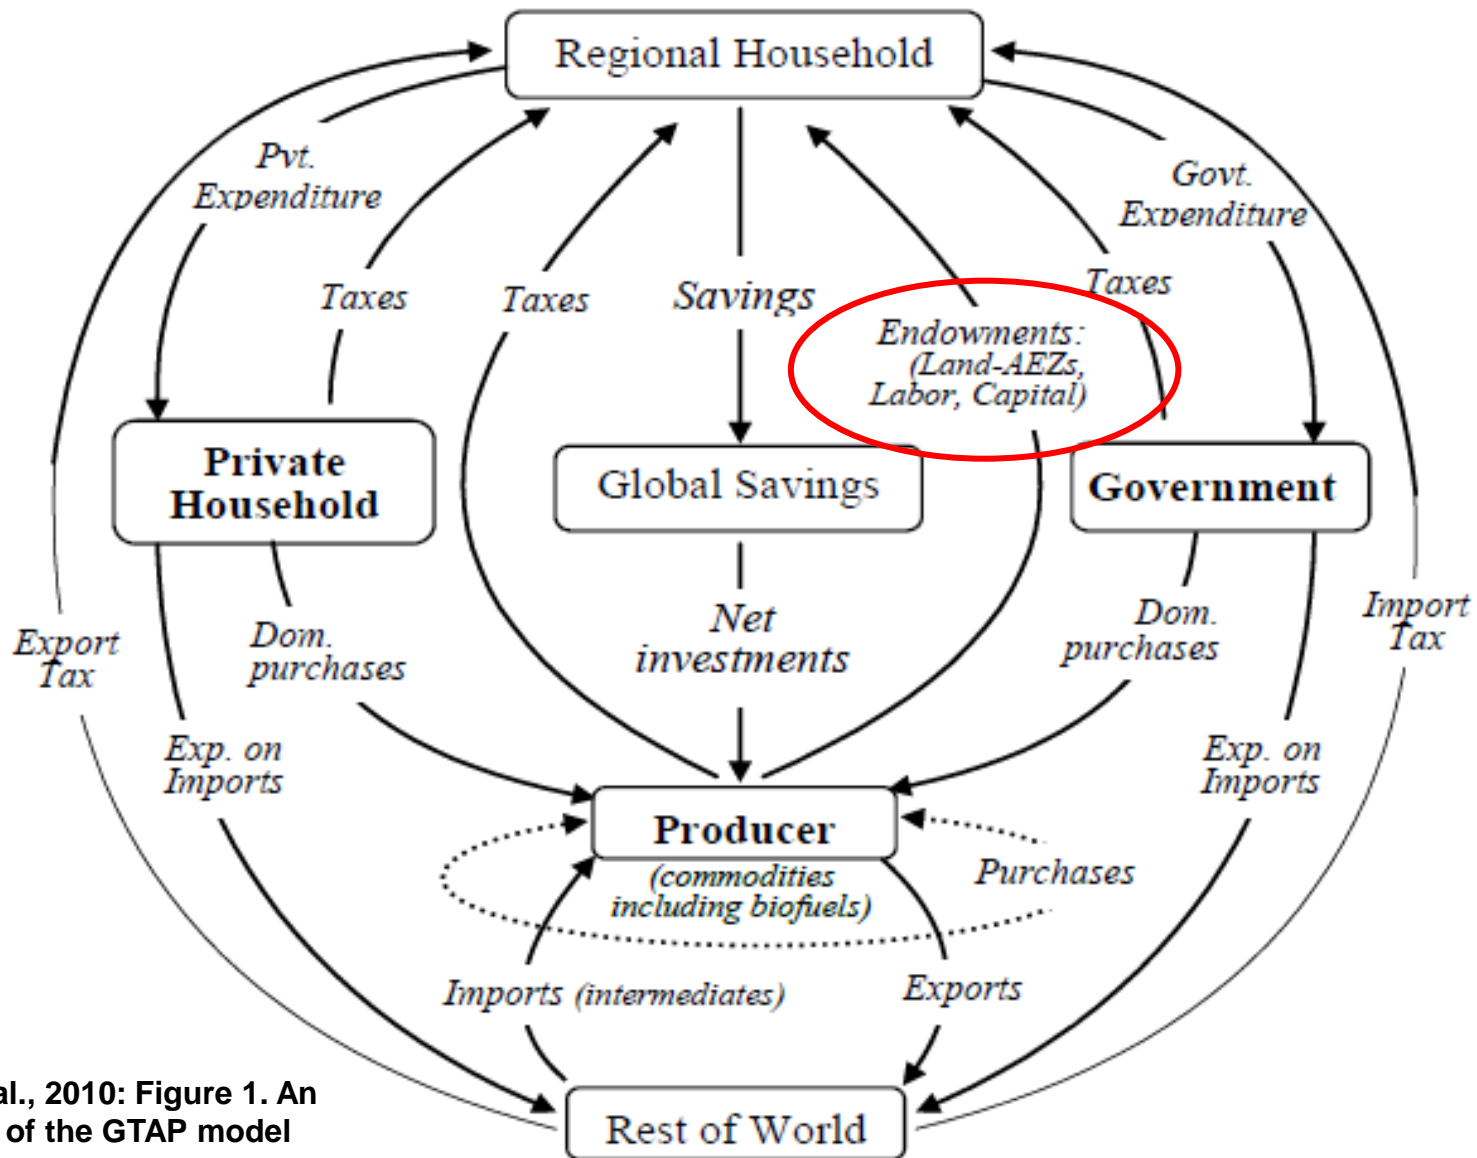 Regional Household
Pvt.
Expenditure
Govt.
Expenditure
Taxes
Taxes
Savings
Taxes
Endowments:
(Land-AEZs,
Labor, Capital)
Private
Household
Global Savings
Government
Export
Tax
Dom.
purchases
Net
investments
Dom.
purchases
Import
Tax
Exp. on
Imports
Exp. on
Imports
Producer
(commodities
including biofuels)
Purchases
Imports (intermediates)
Exports
Rest of World
al., 2010: Figure 1. An
of the GTAP model